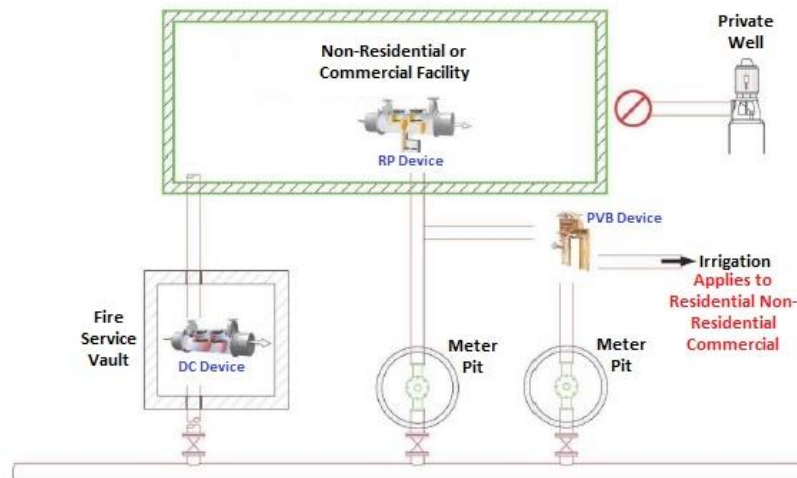 Non-Residential or
Commercial Facility
RP Device
Private
Well
PVB Device
Irrigation
Applies to
Residential Non-
Residential
Commercial
Fire
Service
Vault
DC Device
Meter
Pit
Meter
Pit